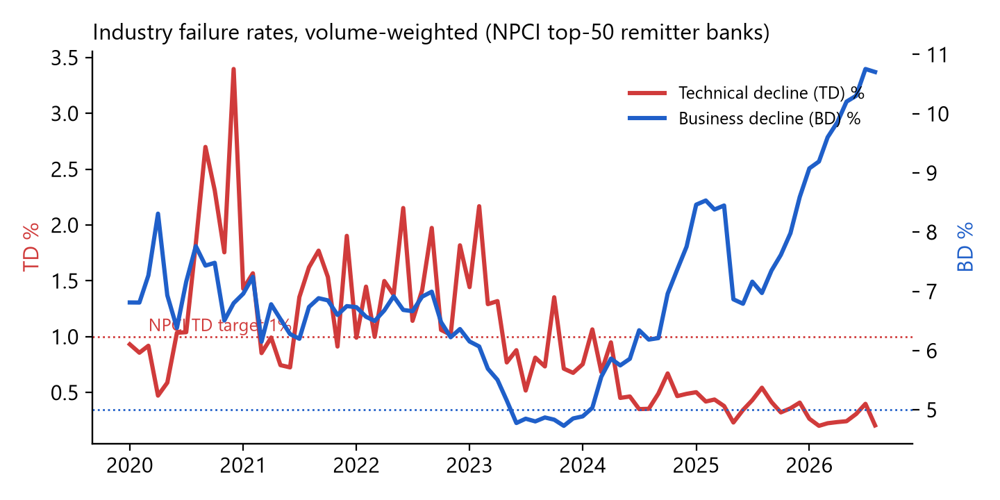 Industry failure rates, volume-weighted (NPCI top-50 remitter banks)
3.5
3.0
2.5
2.0
1.5
1.0
0.5
TD %
11
10
9
8
7
6
5
BD %
Technical decline (TD) %
Business decline (BD) %
NPCI TD target 1%
2020 2021 2022 2023 2024 2025 2026